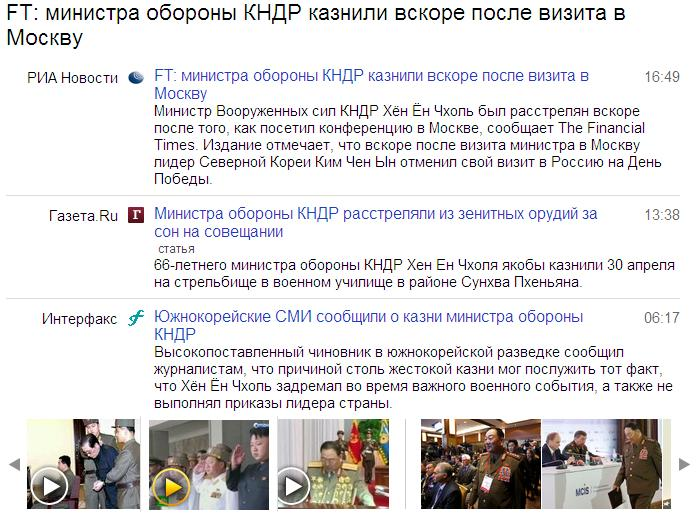 FT: министра обороны КНДР казнили вскоре после визита в
Москву
РИА Новости
FT: министра обороны КНДР казнили вскоре после визита в
16:49
Москву
Министр Вооруженных сил КНДР Хён Ён Чхоль был расстрелян вскоре
после того, как посетил конференцию в Москве, сообщает The Financial
Times. Издание отмечает, что вскоре после визита министра в Москву
лидер Северной Кореи Ким Чен Ын отменил свой визит в Россию на День
Победы.
Газета.Ru
Г
Министра обороны КНДР расстреляли из зенитных орудий за
13:38
сон на совещании
статья
66-летнего министра обороны КНДР Хен Ен Чхоля якобы казнили 30 апреля
на стрельбище в военном училище в районе Сунхва Пхеньяна.
Интерфакс
Южнокорейские СМИ сообщили о казни министра обороны
06:17
КНДР
Высокопоставленный чиновник в южнокорейской разведке сообщил
журналистам, что причиной столь жестокой казни мог послужить тот факт,
что Хён Ён Чхоль задремал во время важного военного события, а также не
выполнял приказы лидера страны.
MCIS